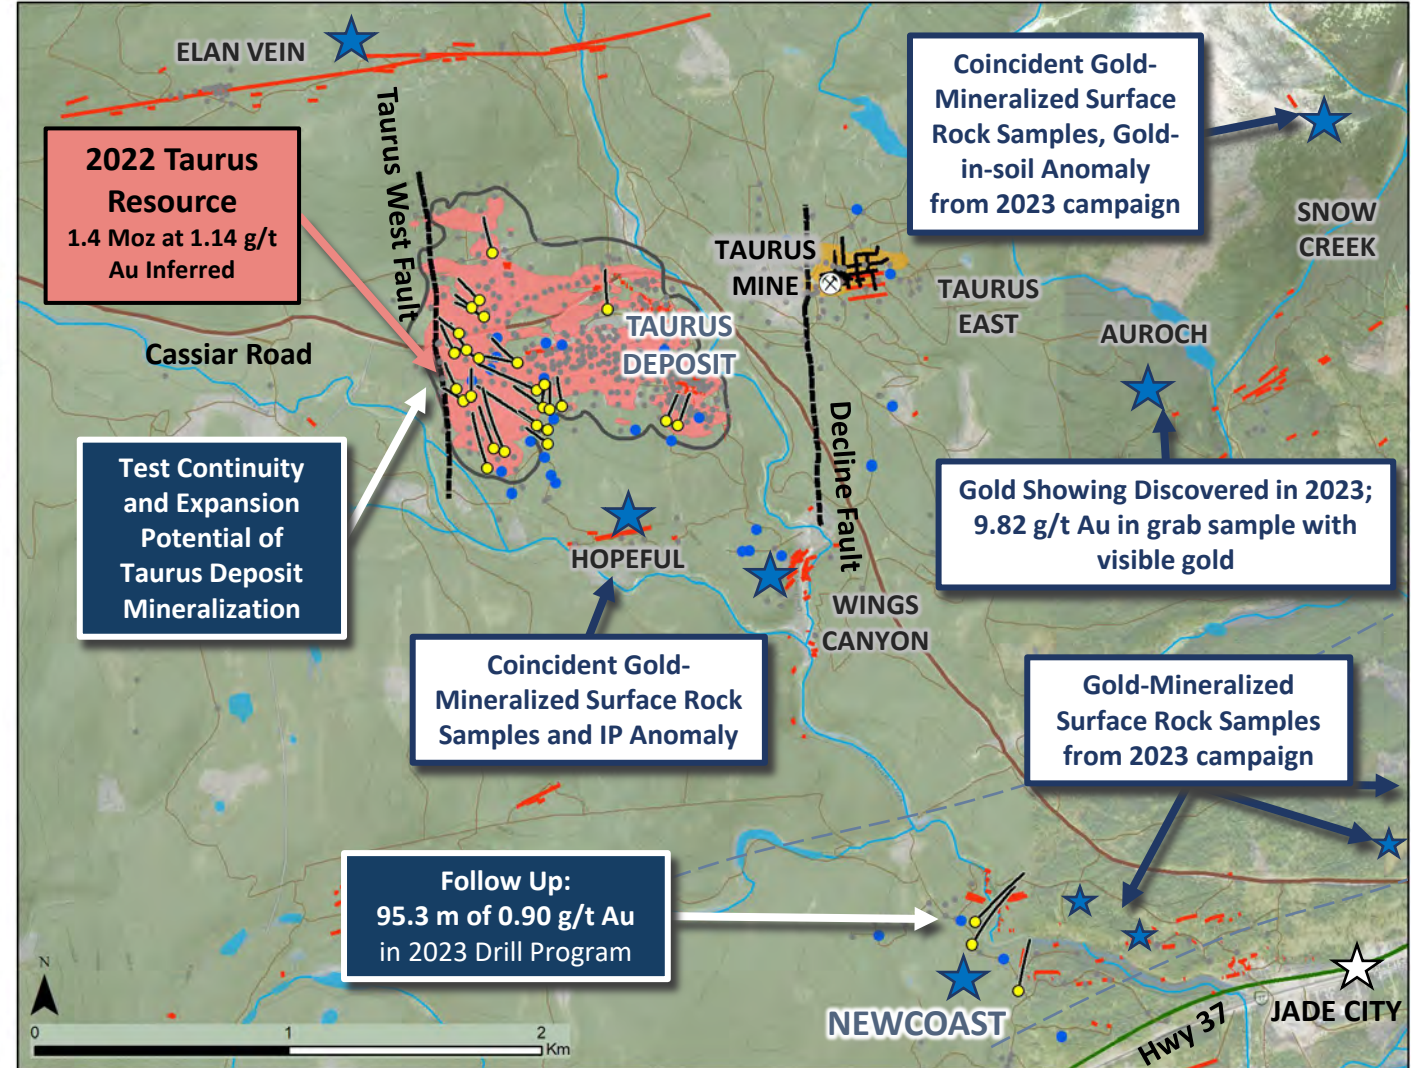 ELAN VEIN
Taurus West Fault
Coincident Gold-
Mineralized Surface
Rock Samples, Gold-
in-soil Anomaly
from 2023 campaign
2022 Taurus
Resource
1.4 Moz at 1.14 g/t
Au Inferred
SNOW
CREEK
TAURUS
MINE
TAURUS
EAST
TAURUS
DEPOSIT
AUROCH
Cassiar Road
Decline Fault
Test Continuity
and Expansion
Potential of
Taurus Deposit
Mineralization
Gold Showing Discovered in 2023;
9.82 g/t Au in grab sample with
visible gold
HOPEFUL
WINGS
CANYON
Coincident Gold-
Mineralized Surface Rock
Samples and IP Anomaly
Gold-Mineralized
Surface Rock Samples
from 2023 campaign
Follow Up:
95.3 m of 0.90 g/t Au
in 2023 Drill Program
NEWCOAST
Hwy 37
JADE CITY
N
0 1 2
Km